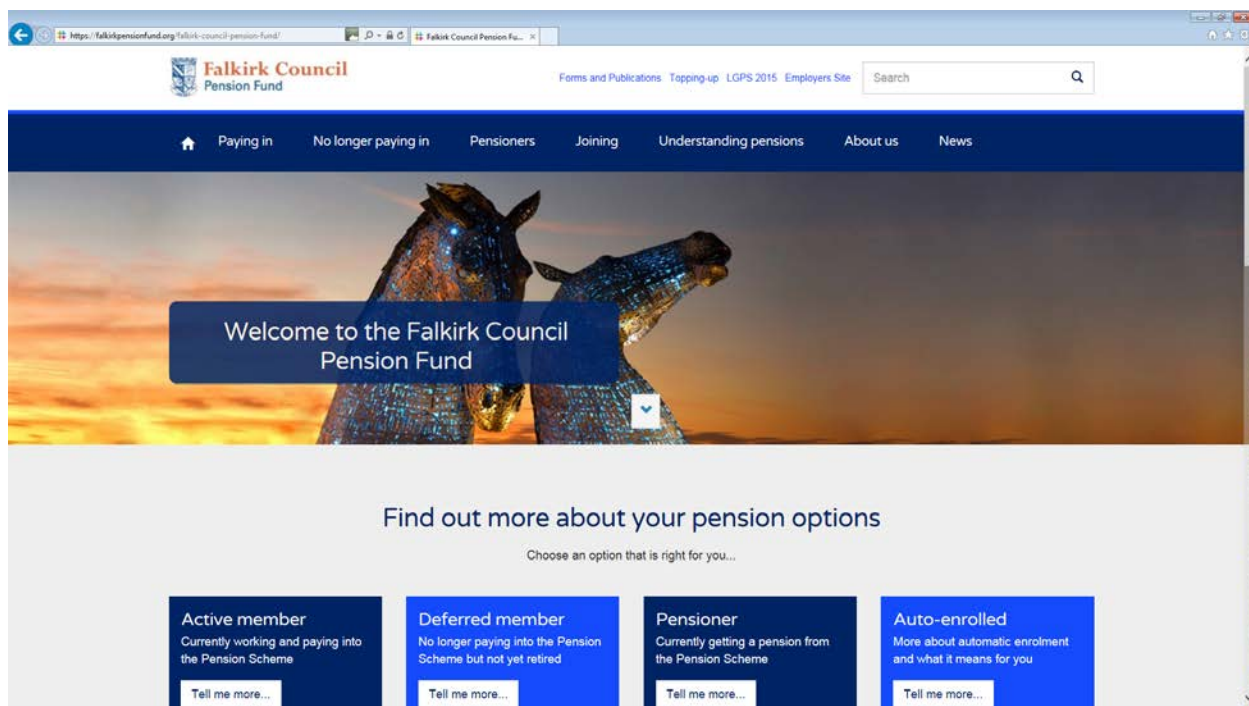 https://falkirkpensionfund.org/falkirk-council-pension-fund/
Falkirk Council Pension Fu...
Falkirk Council
Pension Fund
Forms and Publications Topping-up LGPS 2015 Employers Site Search
Paying in No longer paying in Pensioners Joining Understanding pensions About us News
Welcome to the Falkirk Council
Pension Fund
Find out more about your pension options
Choose an option that is right for you...
Active member
Currently working and paying into
the Pension Scheme
Tell me more...
Deferred member
No longer paying into the Pension
Scheme but not yet retired
Tell me more...
Pensioner
Currently getting a pension from
the Pension Scheme
Tell me more...
Auto-enrolled
More about automatic enrolment
and what it means for you
Tell me more...